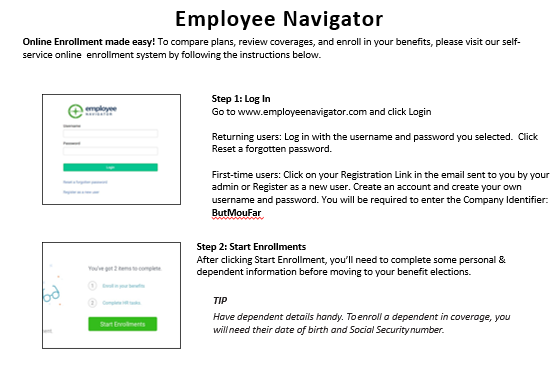 Employee Navigator
Online Enrollment made easy! To compare plans, review coverages, and enroll in your benefits, please visit our self-
service online enrollment system by following the instructions below.
employee
NAVIGATOR
Username
Password
Login
Reset a forgotten password
Register as a new user
Step 1: Log In
Go to www.employeenavigator.com and click Login
Returning users: Log in with the username and password you selected. Click
Reset a forgotten password.
First-time users: Click on your Registration Link in the email sent to you by your
admin or Register as a new user. Create an account and create your own
username and password. You will be required to enter the Company Identifier:
ButMouFar
You've got 2 items to complete
1 Enroll in your benefits.
2 Complete HR tasks.
Start Enrollments
Step 2: Start Enrollments
After clicking Start Enrollment, you'll need to complete some personal &
dependent information before moving to your benefit elections.
TIP
Have dependent details handy. To enroll a dependent in coverage, you
will need their date of birth and Social Security number.